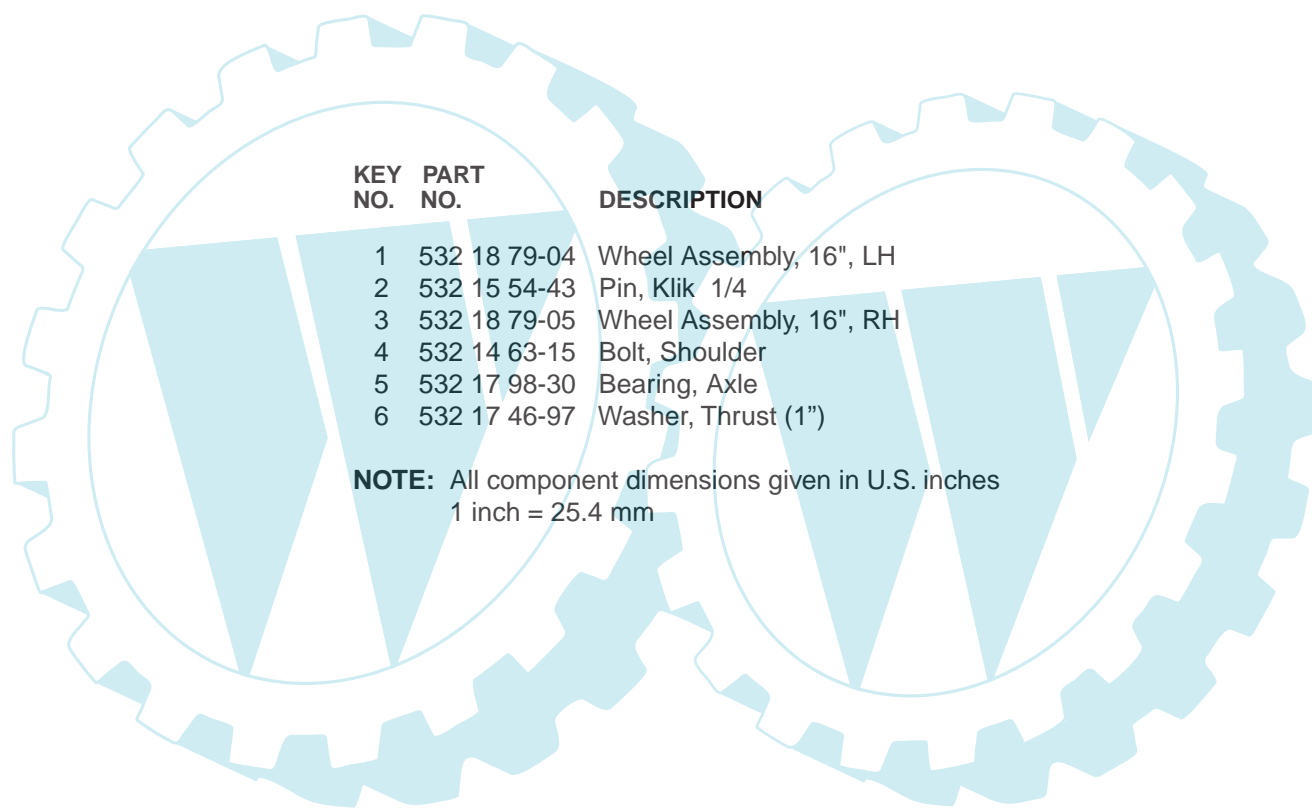 KEY PART
NO. NO. DESCRIPTION
1 532 18 79-04 Wheel Assembly, 16", LH
2 532 15 54-43 Pin, Klik 1/4
3 532 18 79-05 Wheel Assembly, 16", RH
4 532 14 63-15 Bolt, Shoulder
5 532 17 98-30 Bearing, Axle
6 532 17 46-97 Washer, Thrust (1”)
NOTE: All component dimensions given in U.S. inches
1 inch = 25.4 mm